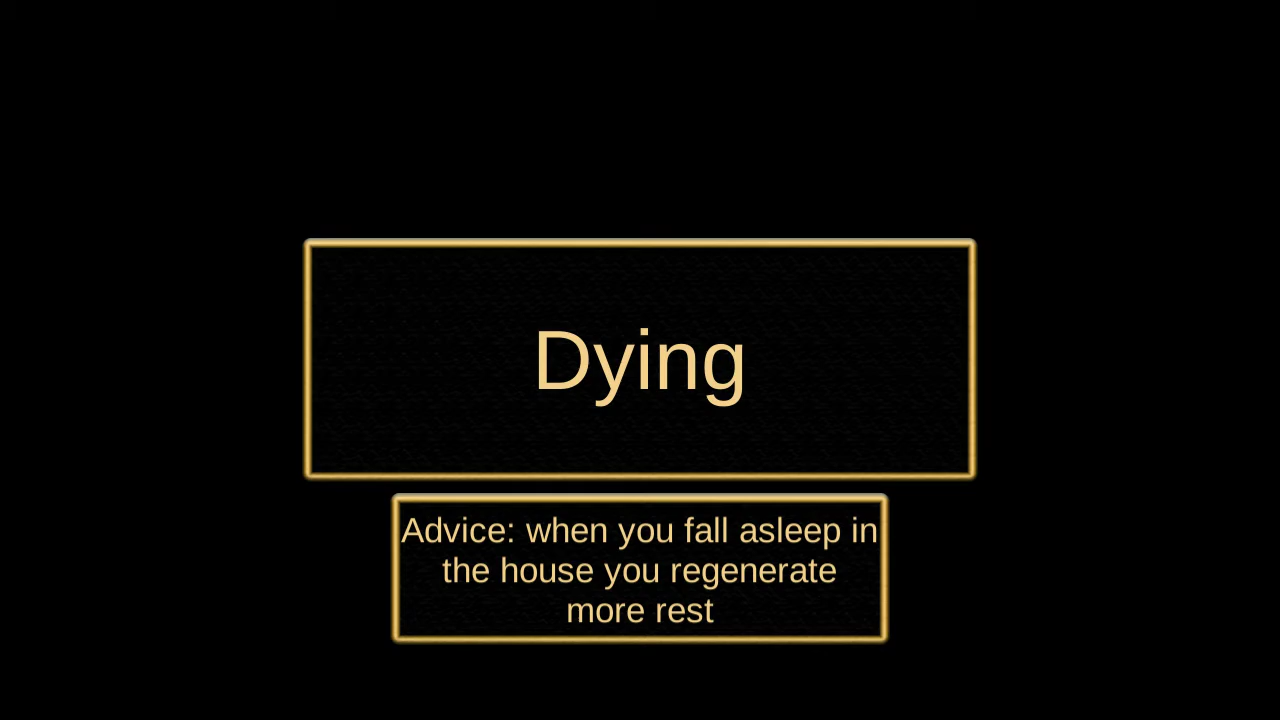 Dying
Advice: when you fall asleep in
the house you regenerate
more rest